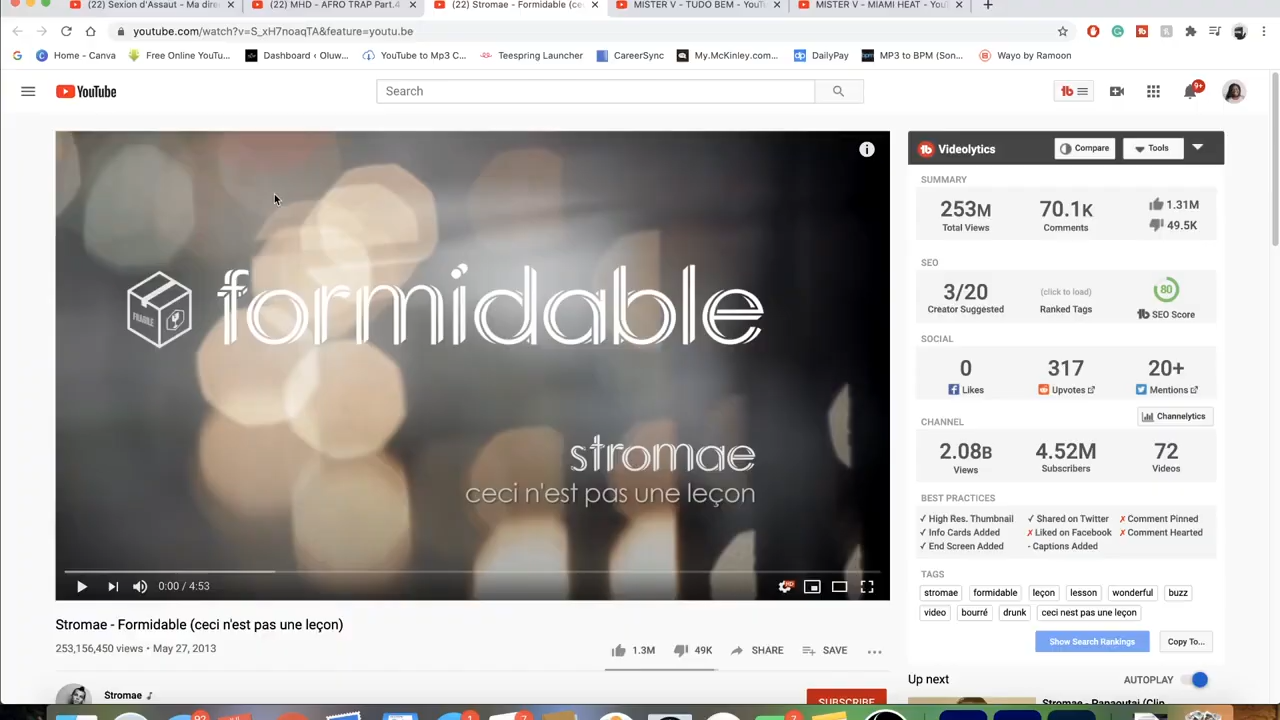 (22) Sexion d'Assaut - Ma dire
(22) MHD - AFRO TRAP Part.4
(22) Stromae - Formidable (cec
MISTER V - TUDO BEM - YouT
MISTER V - MIAMI HEAT - You
youtube.com/watch?v=S_xH7noaqTA&feature=youtu.be
Home - Canva
Free Online YouTu...
Dashboard ‹ Oluw...
YouTube to Mp3 C...
Teespring Launcher
CareerSync
My.McKinley.com...
DailyPay
MP3 to BPM (Son...
Wayo by Ramoon
YouTube
Search
9+
FRAGILE
formidable
stromae
ceci n'est pas une leçon
0:00 / 4:53
HD
Stromae - Formidable (ceci n'est pas une leçon)
253,156,450 views • May 27, 2013
1.3M
49K
SHARE
SAVE
Stromae
SUBSCRIBE
Videolytics
Compare
Tools
SUMMARY
253M
70.1K
1.31M
Total Views
Comments
49.5K
SEO
3/20
(click to load)
80
Creator Suggested
Ranked Tags
SEO Score
SOCIAL
0
317
20+
Likes
Upvotes
Mentions
Channelytics
CHANNEL
2.08B
4.52M
72
Views
Subscribers
Videos
BEST PRACTICES
✓ High Res. Thumbnail
✓ Shared on Twitter
✗ Comment Pinned
✓ Info Cards Added
✗ Liked on Facebook
✗ Comment Hearted
✓ End Screen Added
- Captions Added
TAGS
stromae formidable leçon lesson wonderful buzz
video bourré drunk ceci nest pas une leçon
Show Search Rankings
Copy To...
Up next
AUTOPLAY
Stromae - Papaoutai (Clip